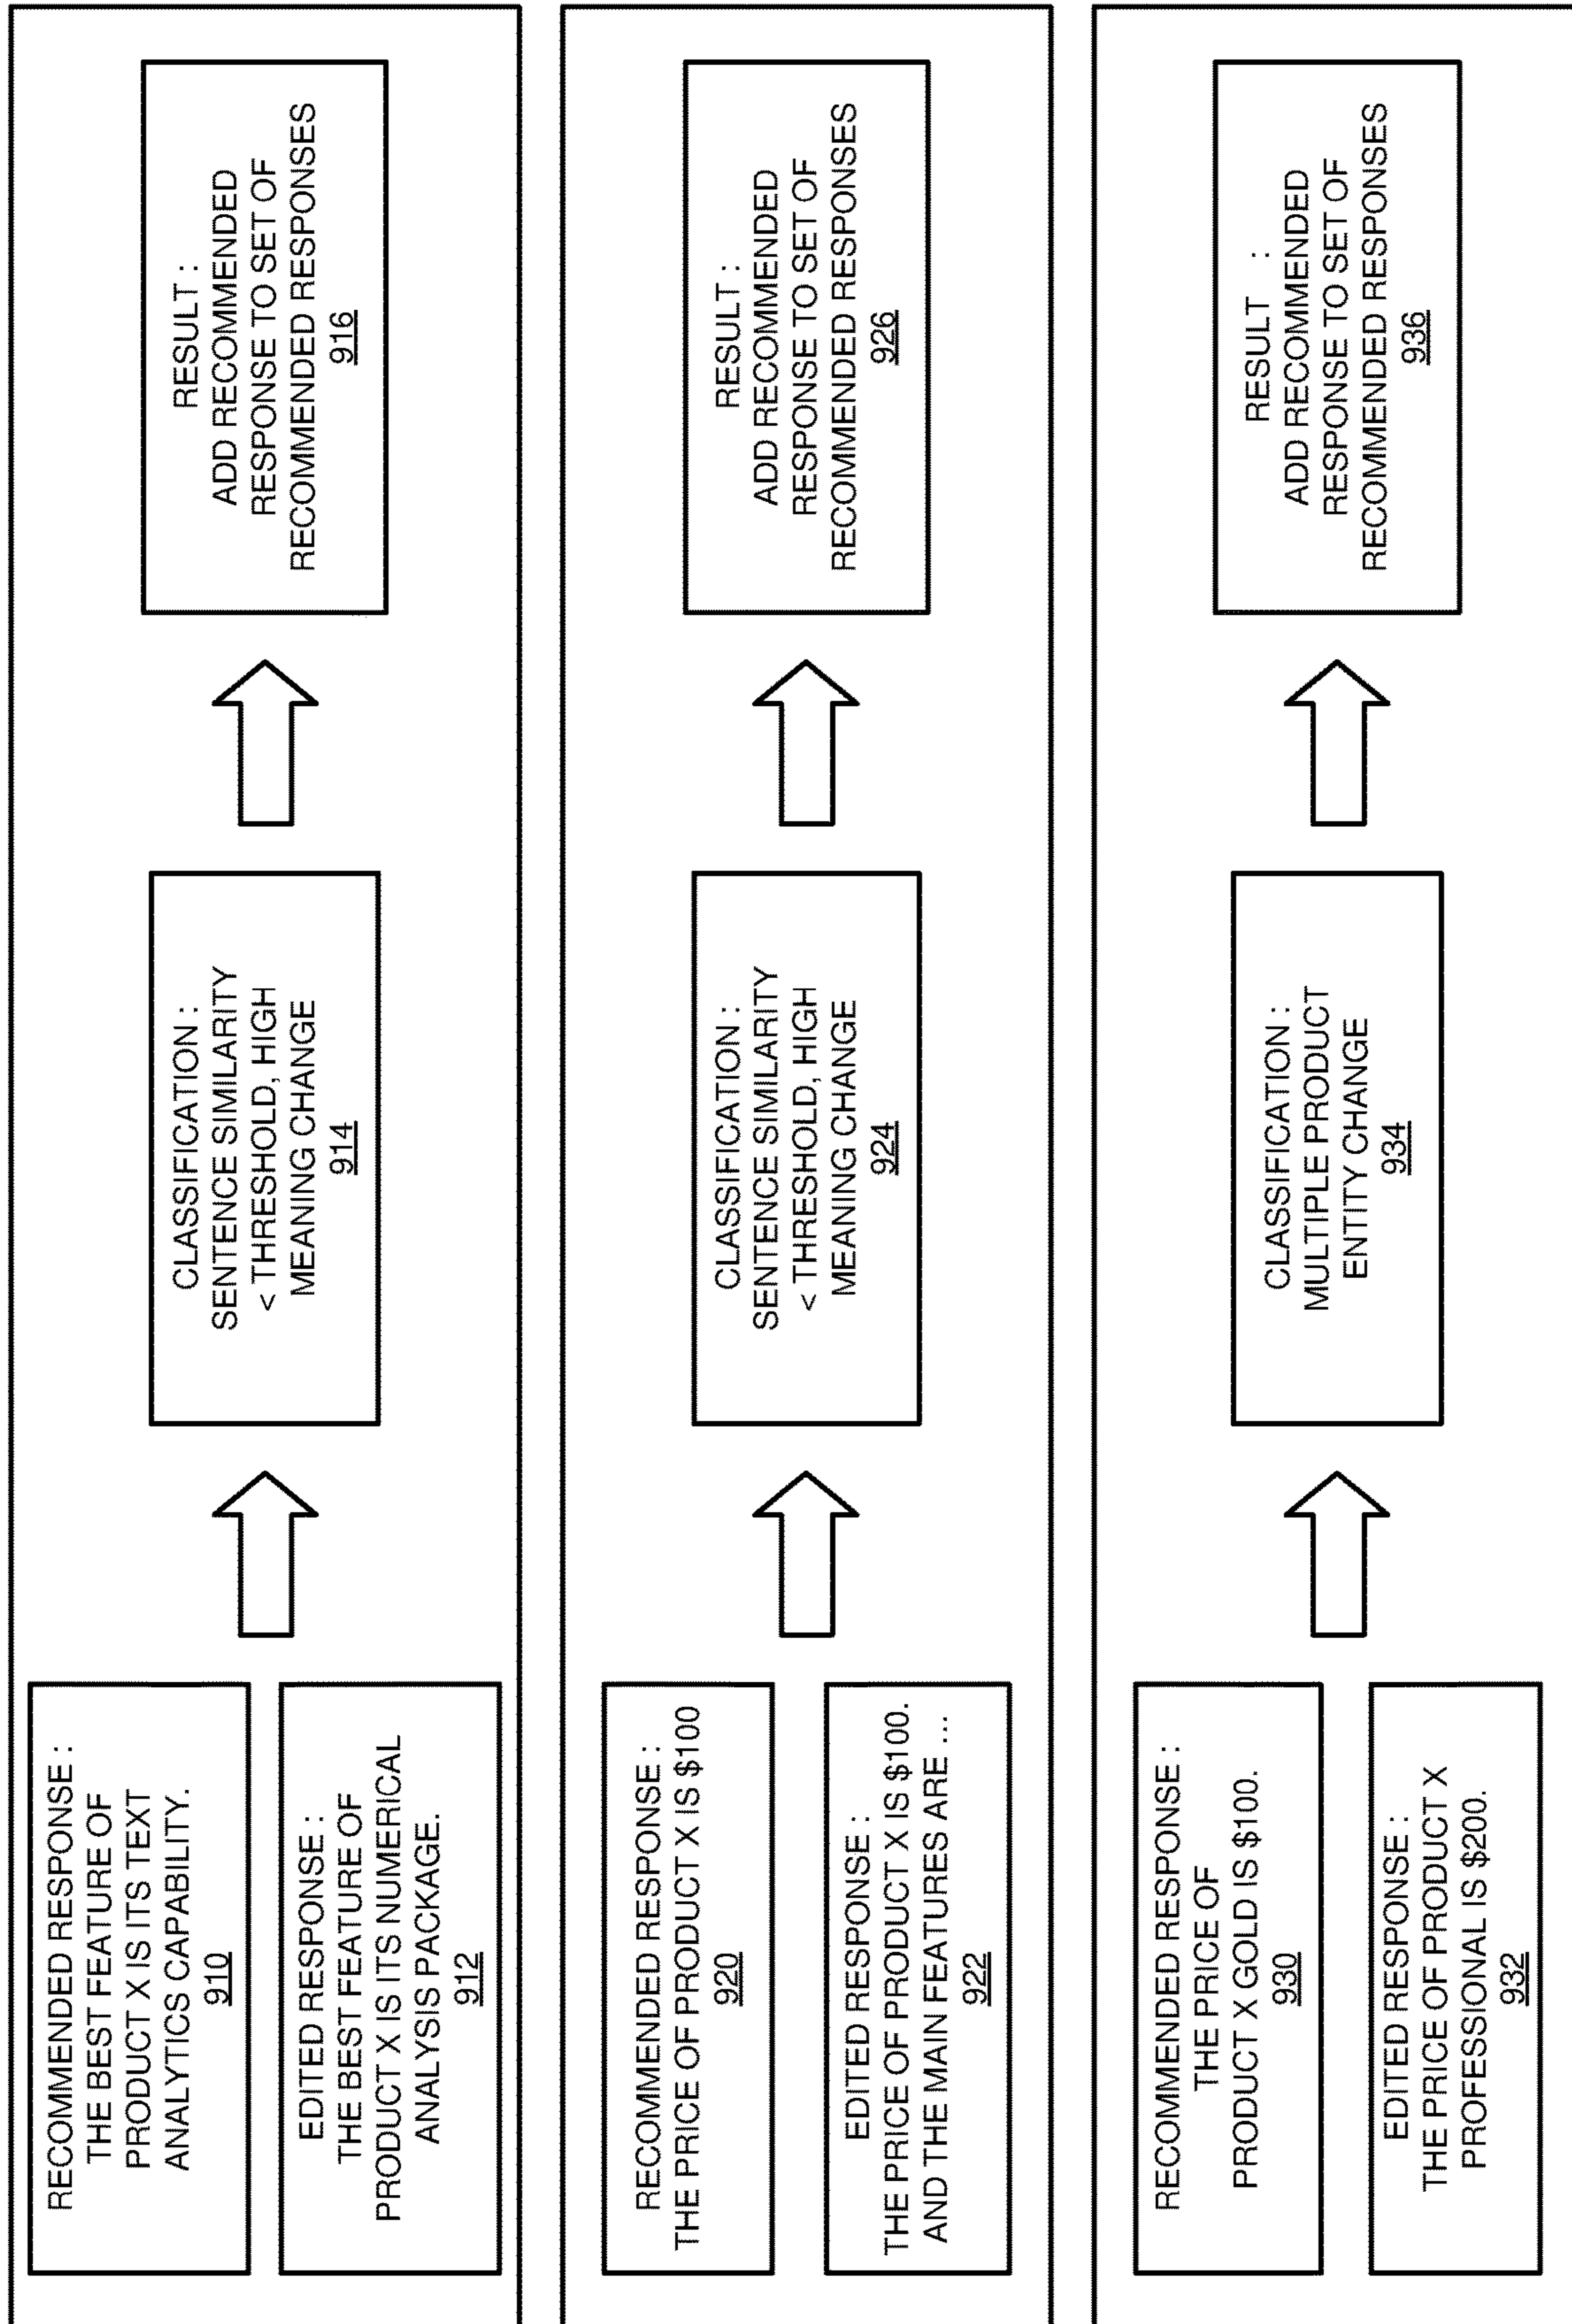 RECOMMENDED RESPONSE :
THE BEST FEATURE OF
PRODUCT X IS ITS TEXT
ANALYTICS CAPABILITY.
910
EDITED RESPONSE :
THE BEST FEATURE OF
PRODUCT X IS ITS NUMERICAL
ANALYSIS PACKAGE.
912
CLASSIFICATION :
SENTENCE SIMILARITY
< THRESHOLD, HIGH
MEANING CHANGE
914
RESULT :
ADD RECOMMENDED
RESPONSE TO SET OF
RECOMMENDED RESPONSES
916
RECOMMENDED RESPONSE :
THE PRICE OF PRODUCT X IS $100
920
EDITED RESPONSE :
THE PRICE OF PRODUCT X IS $100.
AND THE MAIN FEATURES ARE ...
922
CLASSIFICATION :
SENTENCE SIMILARITY
< THRESHOLD, HIGH
MEANING CHANGE
924
RESULT :
ADD RECOMMENDED
RESPONSE TO SET OF
RECOMMENDED RESPONSES
926
RECOMMENDED RESPONSE :
THE PRICE OF
PRODUCT X GOLD IS $100.
930
EDITED RESPONSE :
THE PRICE OF PRODUCT X
PROFESSIONAL IS $200.
932
CLASSIFICATION :
MULTIPLE PRODUCT
ENTITY CHANGE
934
RESULT :
ADD RECOMMENDED
RESPONSE TO SET OF
RECOMMENDED RESPONSES
936